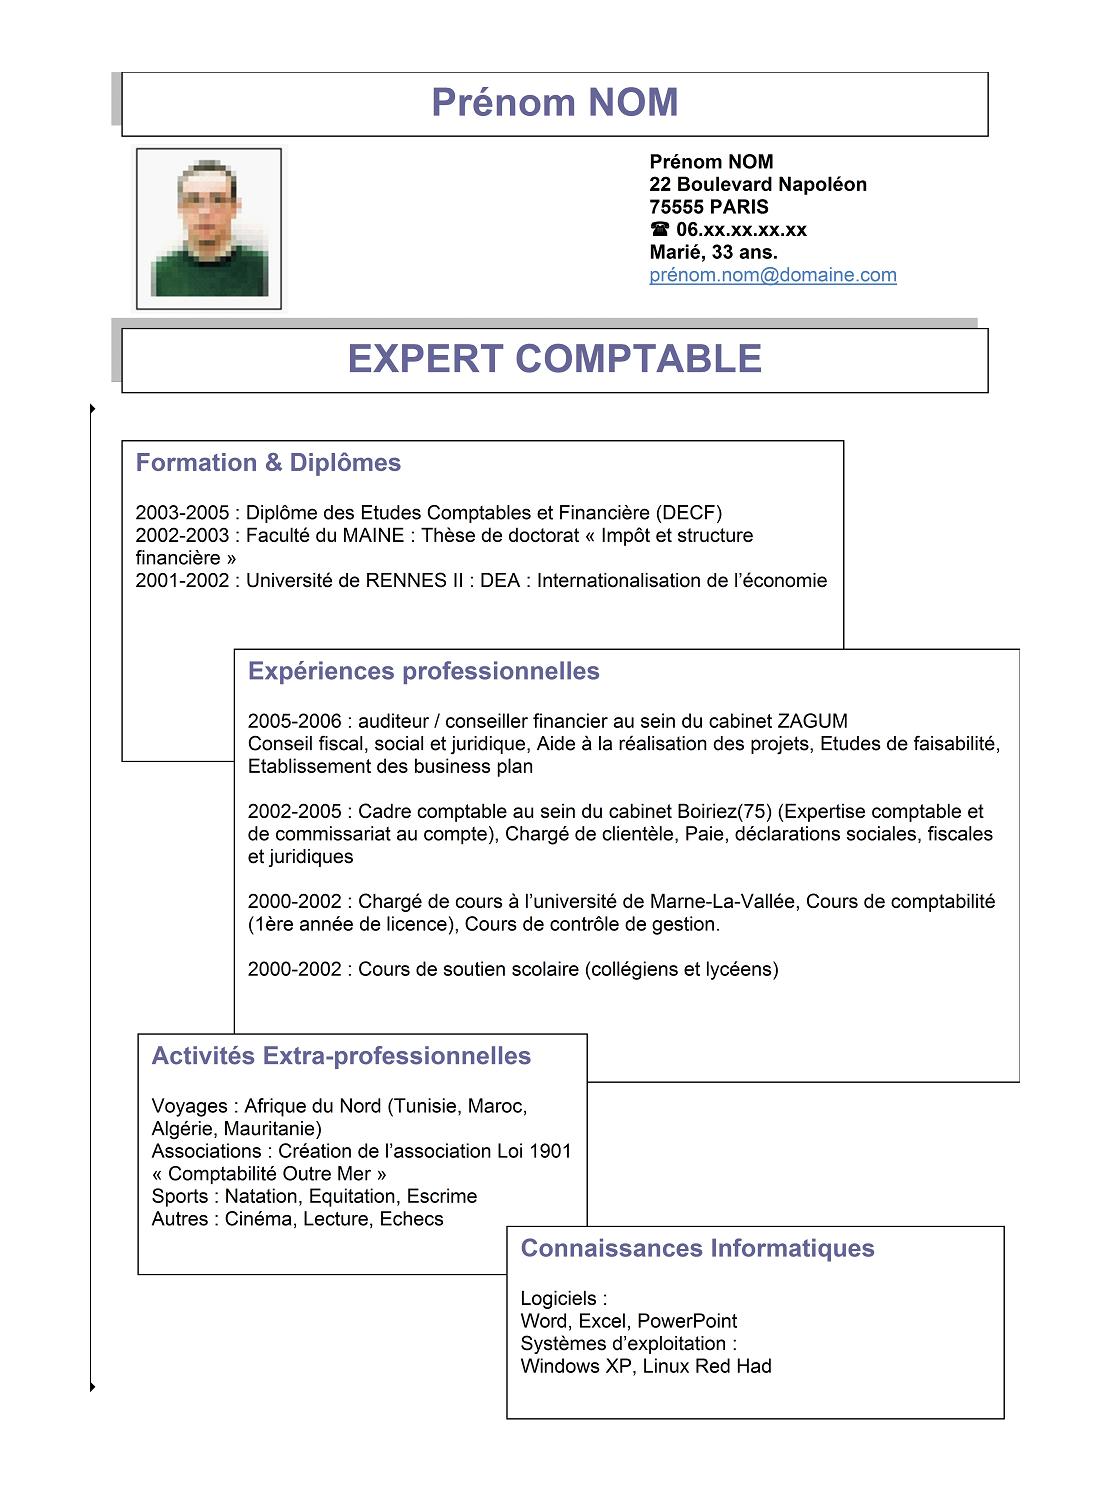 Prénom NOM
Prénom NOM
22 Boulevard Napoléon
75555 PARIS
☎ 06.xx.xx.xx.xx
Marié, 33 ans.
prénom.nom@domaine.com
EXPERT COMPTABLE
Formation & Diplômes
2003-2005 : Diplôme des Etudes Comptables et Financière (DECF)
2002-2003 : Faculté du MAINE : Thèse de doctorat « Impôt et structure
financière »
2001-2002 : Université de RENNES II : DEA : Internationalisation de l’économie
Expériences professionnelles
2005-2006 : auditeur / conseiller financier au sein du cabinet ZAGUM
Conseil fiscal, social et juridique, Aide à la réalisation des projets, Etudes de faisabilité,
Etablissement des business plan
2002-2005 : Cadre comptable au sein du cabinet Boiriez(75) (Expertise comptable et
de commissariat au compte), Chargé de clientèle, Paie, déclarations sociales, fiscales
et juridiques
2000-2002 : Chargé de cours à l’université de Marne-La-Vallée, Cours de comptabilité
(1ère année de licence), Cours de contrôle de gestion.
2000-2002 : Cours de soutien scolaire (collégiens et lycéens)
Activités Extra-professionnelles
Voyages : Afrique du Nord (Tunisie, Maroc,
Algérie, Mauritanie)
Associations : Création de l’association Loi 1901
« Comptabilité Outre Mer »
Sports : Natation, Equitation, Escrime
Autres : Cinéma, Lecture, Echecs
Connaissances Informatiques
Logiciels :
Word, Excel, PowerPoint
Systèmes d’exploitation :
Windows XP, Linux Red Had